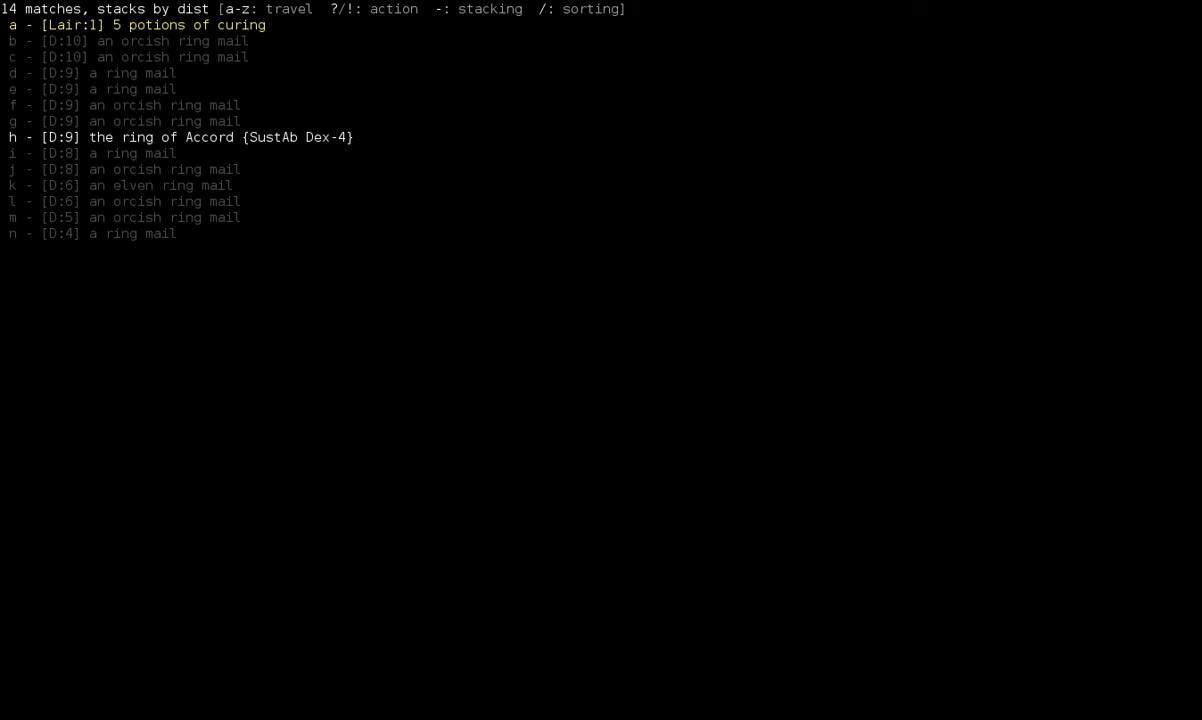 14 matches, stacks by dist [a-z: travel  ?/!: action  -: stacking  /: sorting]
a - [Lair:1] 5 potions of curing
b - [D:10] an orcish ring mail
c - [D:10] an orcish ring mail
d - [D:9] a ring mail
e - [D:9] a ring mail
f - [D:9] an orcish ring mail
g - [D:9] an orcish ring mail
h - [D:9] the ring of Accord {SustAb Dex-4}
i - [D:8] a ring mail
j - [D:8] an orcish ring mail
k - [D:6] an elven ring mail
l - [D:6] an orcish ring mail
m - [D:5] an orcish ring mail
n - [D:4] a ring mail